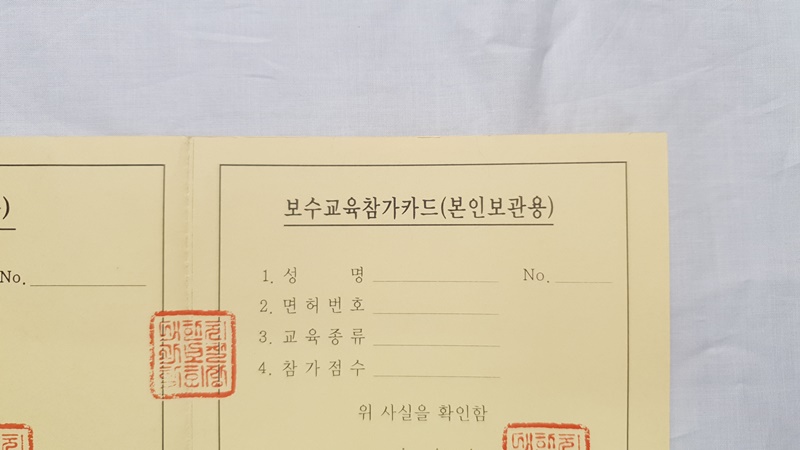 )
No.
보수교육참가카드(본인보관용)
1. 성 명 No.
2. 면허번호
3. 교육종류
4. 참가점수
위 사실을 확인함